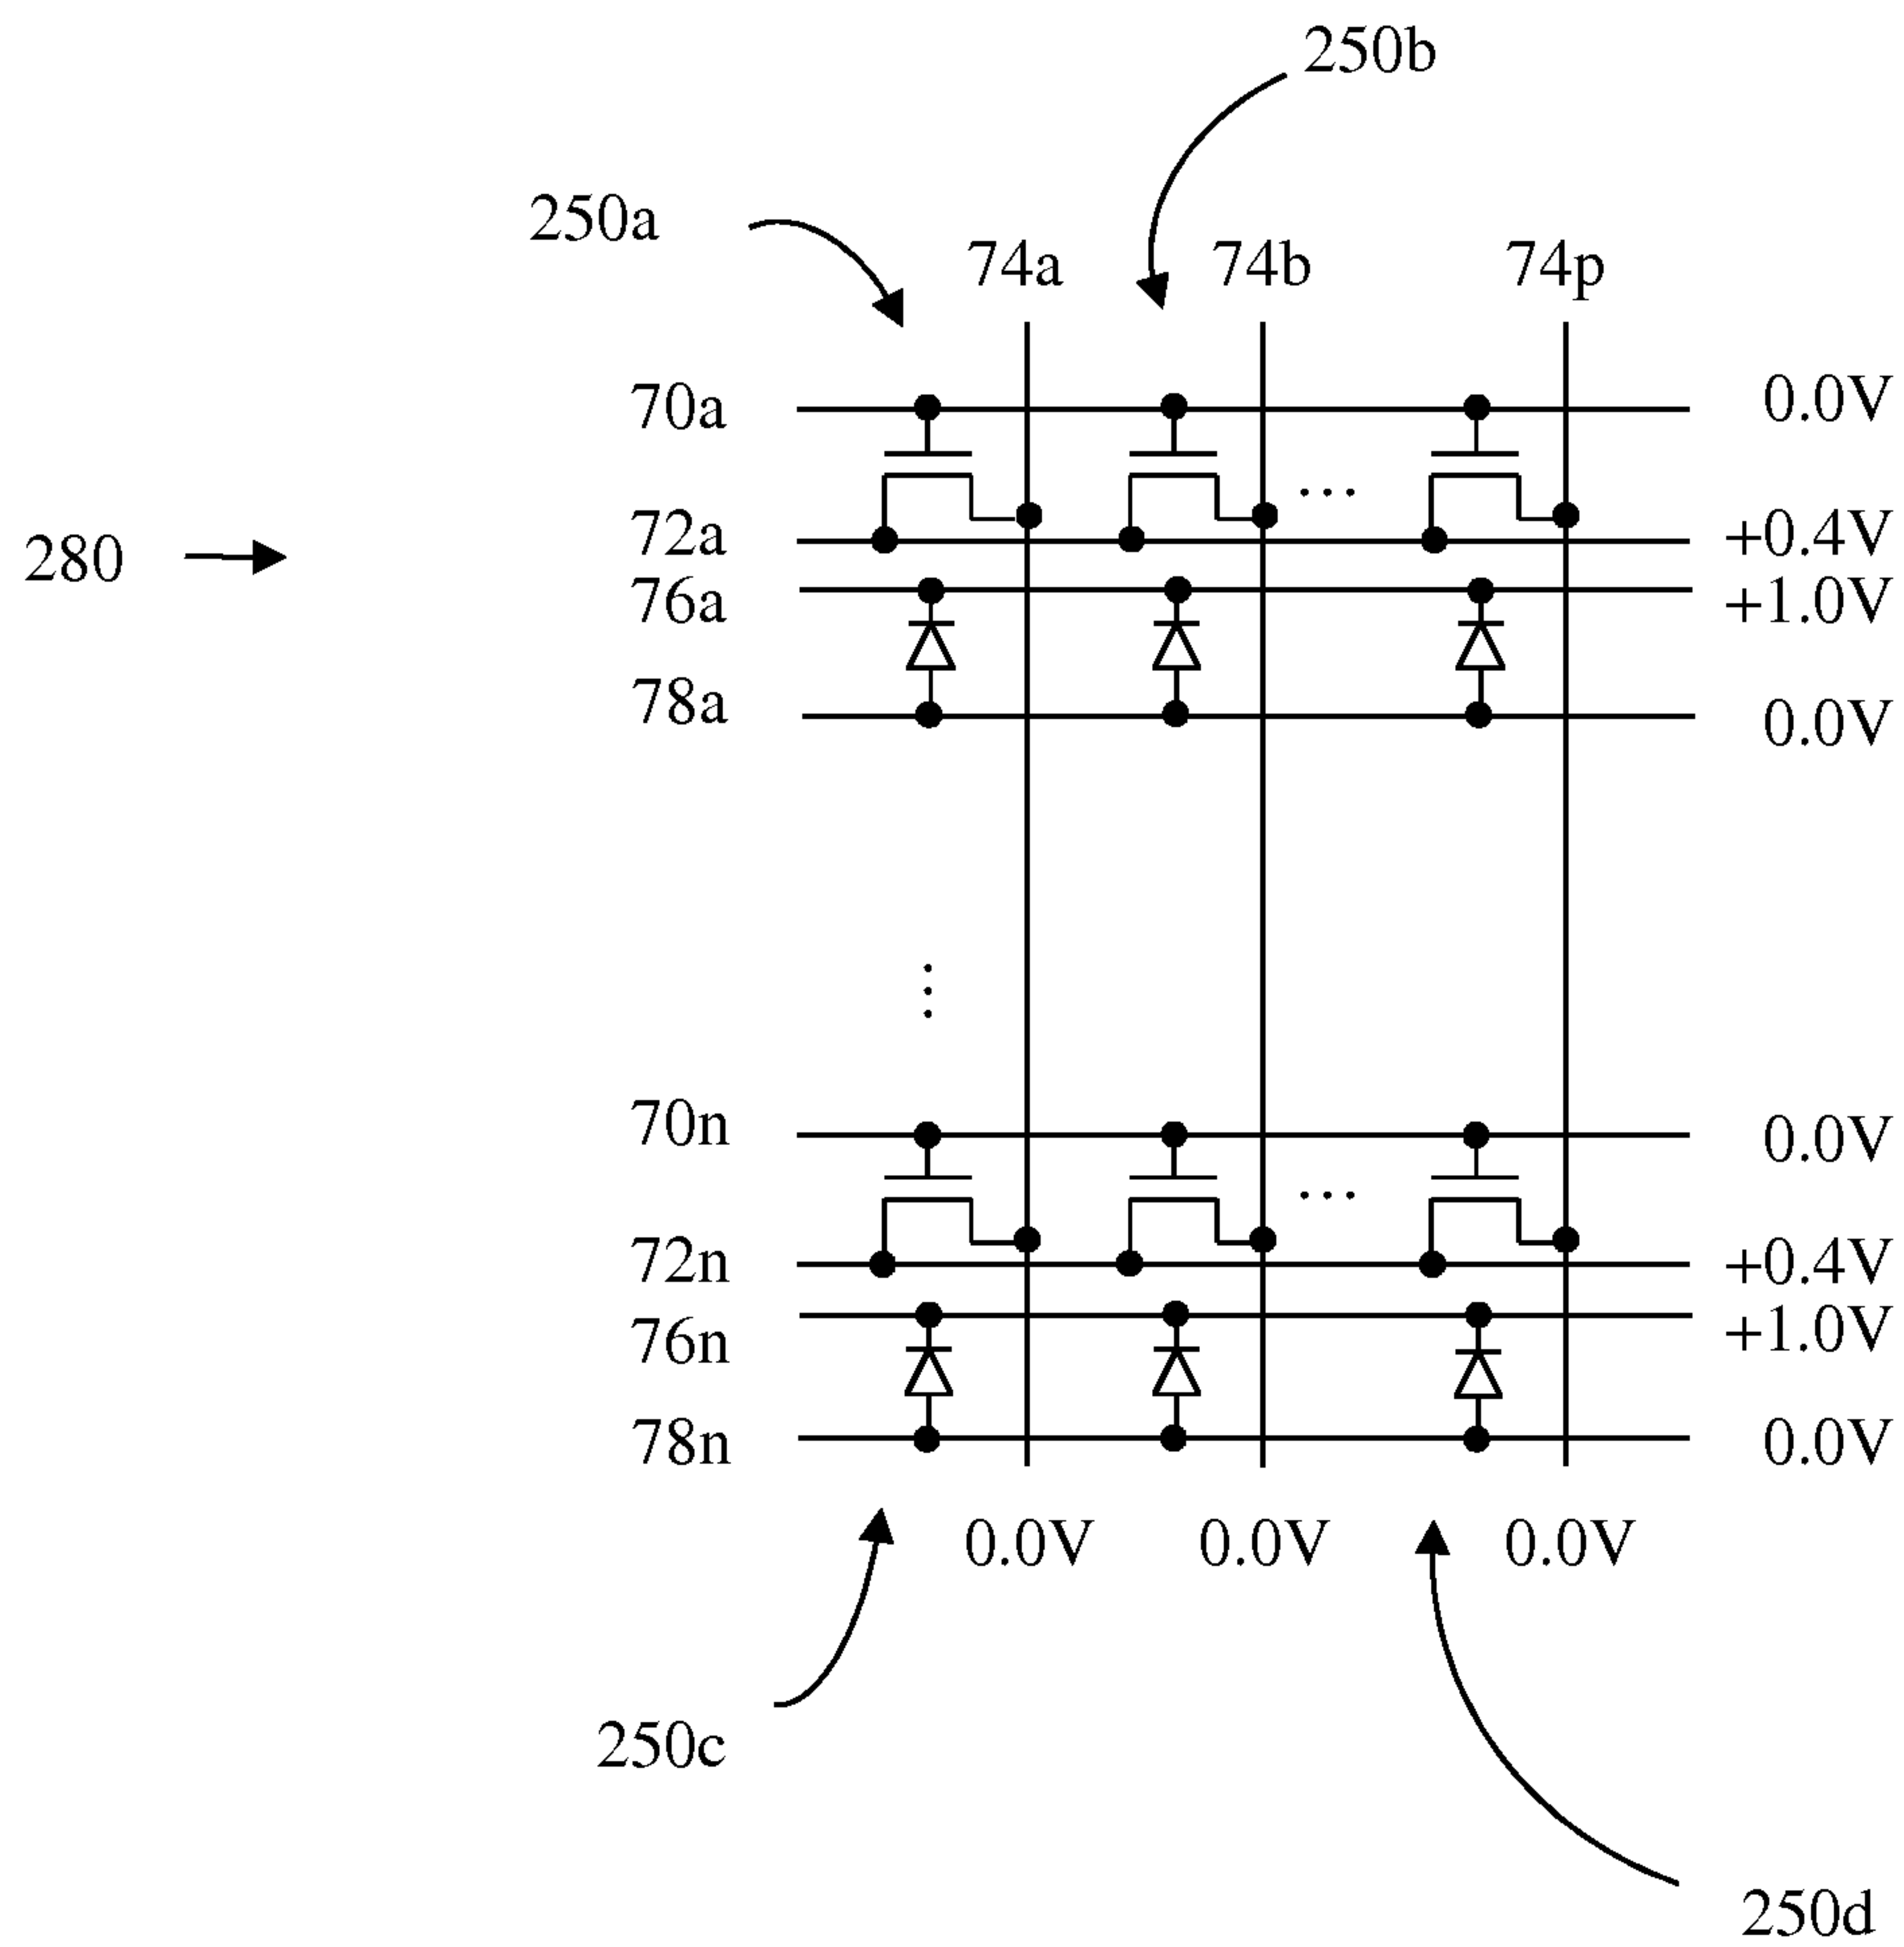 250b
250a
74a 74b 74p
70a 0.0V
...
72a +0.4V
280
76a +1.0V
78a 0.0V
...
70n 0.0V
...
72n +0.4V
76n +1.0V
78n 0.0V
0.0V 0.0V 0.0V
250c
250d